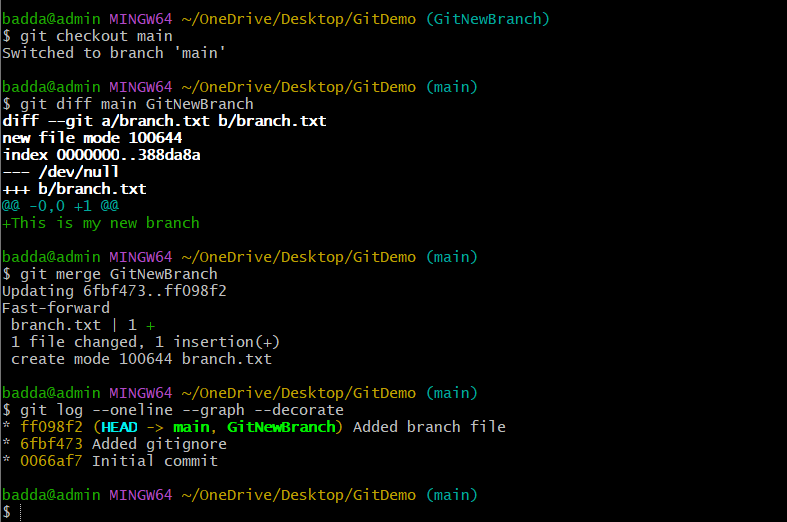 badda@admin MINGW64 ~/OneDrive/Desktop/GitDemo (GitNewBranch)
$ git checkout main
Switched to branch 'main'
badda@admin MINGW64 ~/OneDrive/Desktop/GitDemo (main)
$ git diff main GitNewBranch
diff --git a/branch.txt b/branch.txt
new file mode 100644
index 0000000..388da8a
--- /dev/null
+++ b/branch.txt
@@ -0,0 +1 @@
+This is my new branch
badda@admin MINGW64 ~/OneDrive/Desktop/GitDemo (main)
$ git merge GitNewBranch
Updating 6fbf473..ff098f2
Fast-forward
 branch.txt | 1 +
 1 file changed, 1 insertion(+)
 create mode 100644 branch.txt
badda@admin MINGW64 ~/OneDrive/Desktop/GitDemo (main)
$ git log --oneline --graph --decorate
* ff098f2 (HEAD -> main, GitNewBranch) Added branch file
* 6fbf473 Added gitignore
* 0066af7 Initial commit
badda@admin MINGW64 ~/OneDrive/Desktop/GitDemo (main)
$